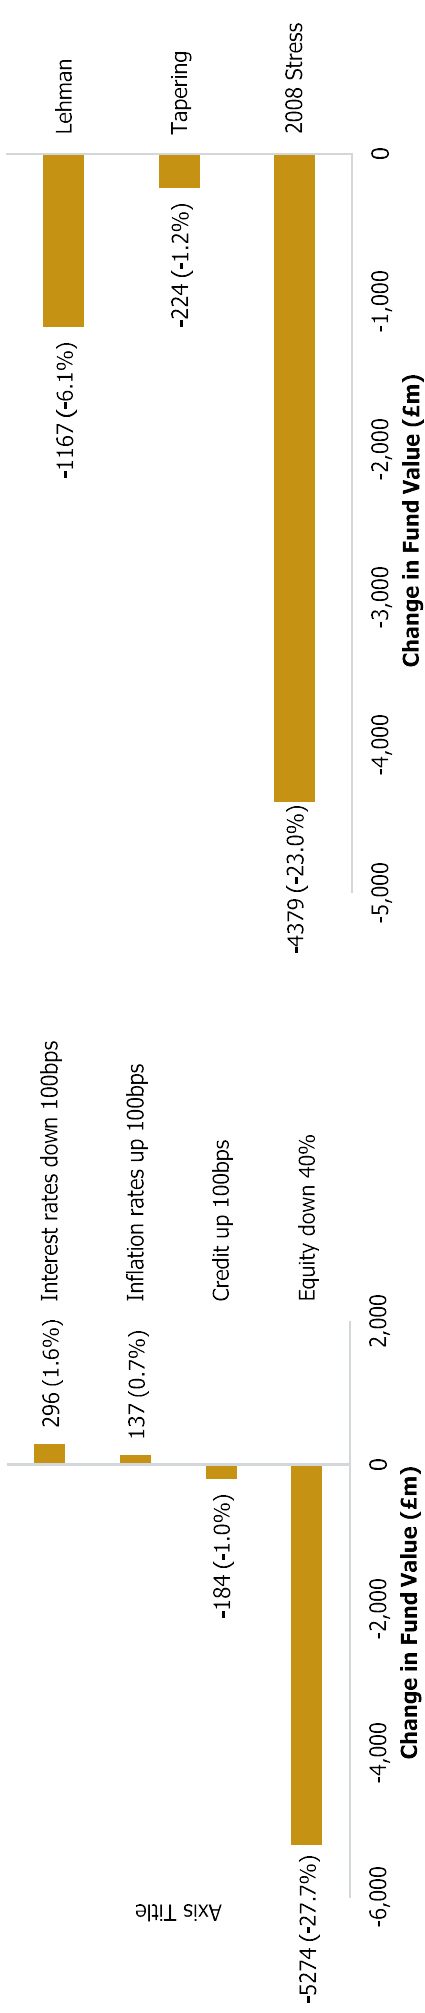 Axis Title
296 (1.6%) Interest rates down 100bps
137 (0.7%) Inflation rates up 100bps
-184 (-1.0%) Credit up 100bps
-5274 (-27.7%) Equity down 40%
-6,000 -4,000 -2,000 0 2,000
Change in Fund Value (£m)
-1167 (-6.1%) Lehman
-224 (-1.2%) Tapering
-4379 (-23.0%) 2008 Stress
-5,000 -4,000 -3,000 -2,000 -1,000 0
Change in Fund Value (£m)